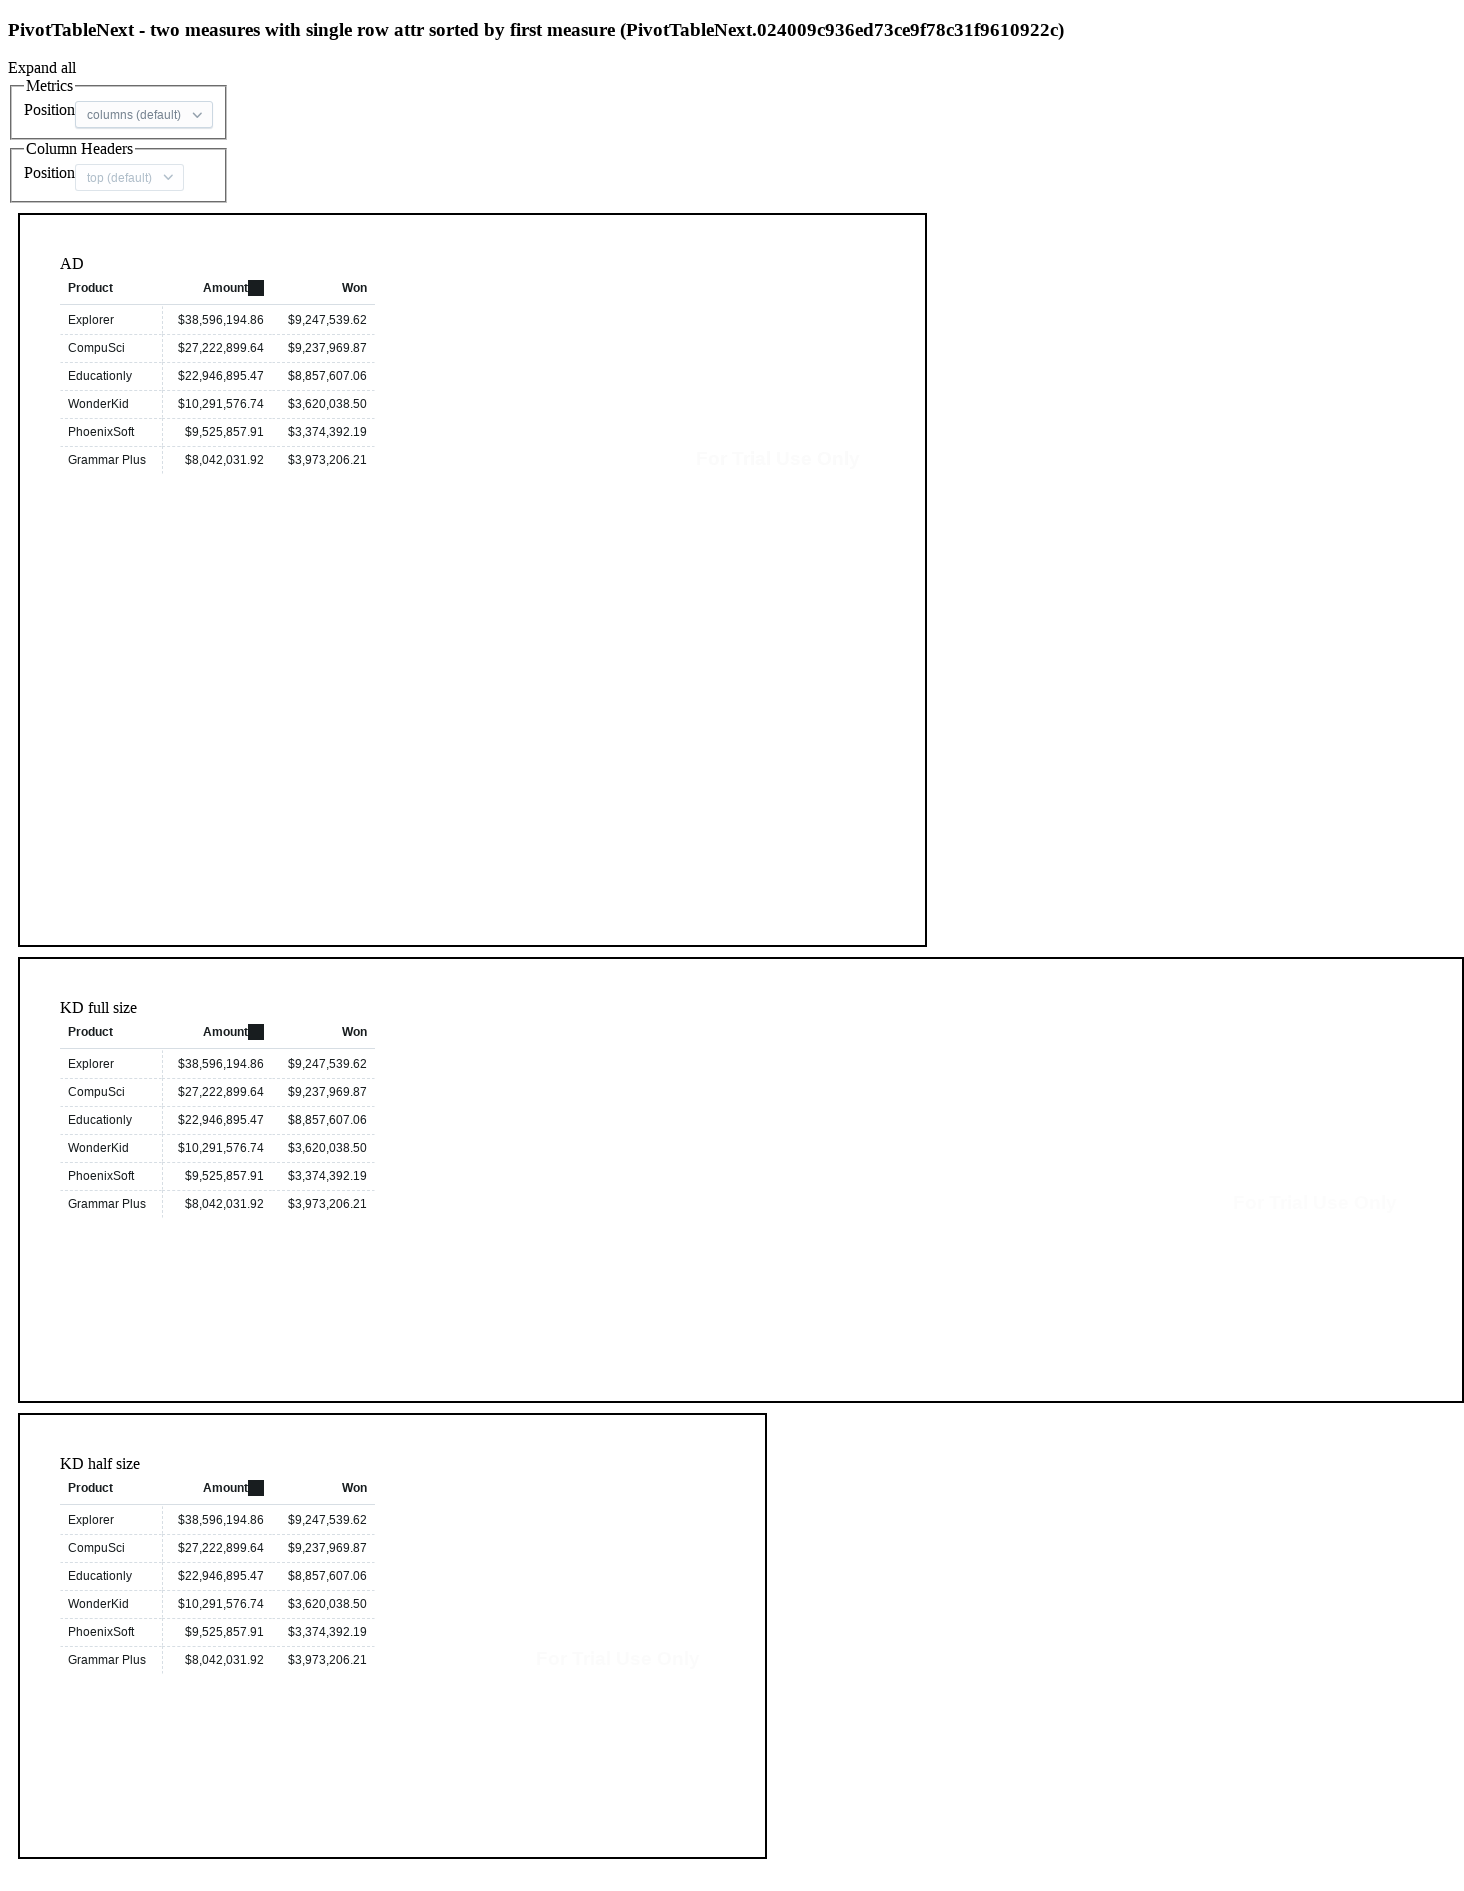 PivotTableNext - two measures with single row attr sorted by first measure (PivotTableNext.024009c936ed73ce9f78c31f9610922c)
Expand all
Metrics
Position columns (default)
Column Headers
Position top (default)
AD
Product Amount Won
Explorer $38,596,194.86 $9,247,539.62
CompuSci $27,222,899.64 $9,237,969.87
Educationly $22,946,895.47 $8,857,607.06
WonderKid $10,291,576.74 $3,620,038.50
PhoenixSoft $9,525,857.91 $3,374,392.19
Grammar Plus $8,042,031.92 $3,973,206.21
For Trial Use Only
KD full size
Product Amount Won
Explorer $38,596,194.86 $9,247,539.62
CompuSci $27,222,899.64 $9,237,969.87
Educationly $22,946,895.47 $8,857,607.06
WonderKid $10,291,576.74 $3,620,038.50
PhoenixSoft $9,525,857.91 $3,374,392.19
Grammar Plus $8,042,031.92 $3,973,206.21
For Trial Use Only
KD half size
Product Amount Won
Explorer $38,596,194.86 $9,247,539.62
CompuSci $27,222,899.64 $9,237,969.87
Educationly $22,946,895.47 $8,857,607.06
WonderKid $10,291,576.74 $3,620,038.50
PhoenixSoft $9,525,857.91 $3,374,392.19
Grammar Plus $8,042,031.92 $3,973,206.21
For Trial Use Only